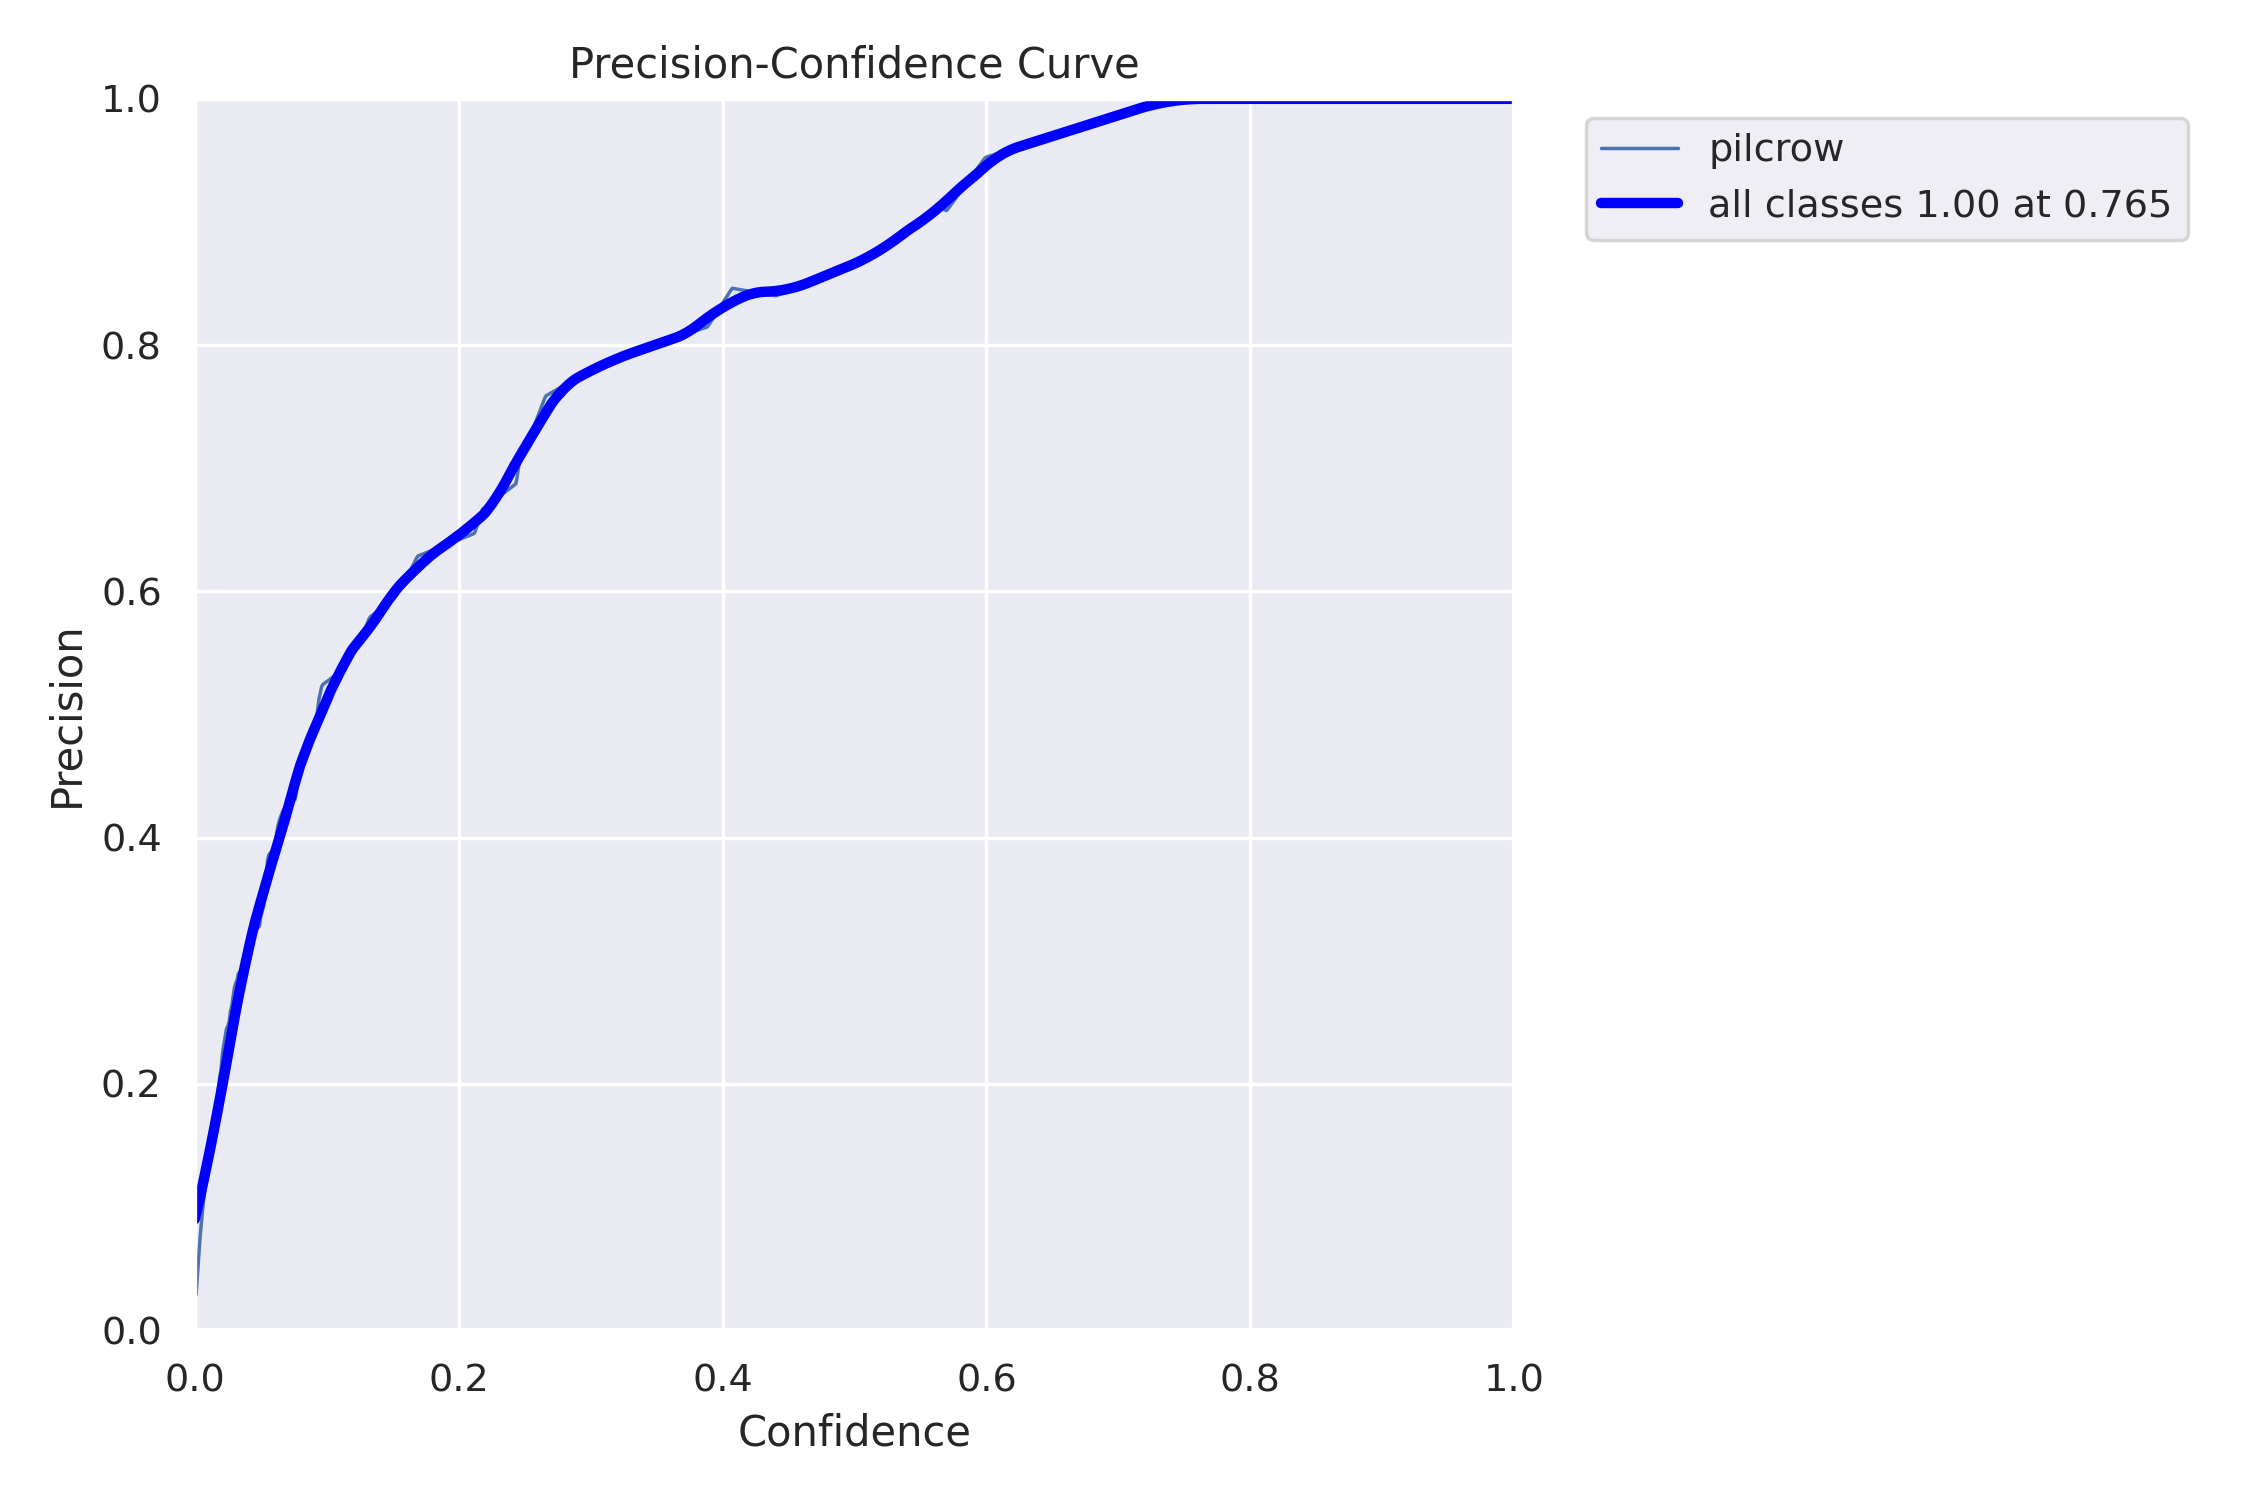 Precision-Confidence Curve
1.0
0.8
0.6
0.4
0.2
0.0
Precision
0.0 0.2 0.4 0.6 0.8 1.0
Confidence
pilcrow
all classes 1.00 at 0.765